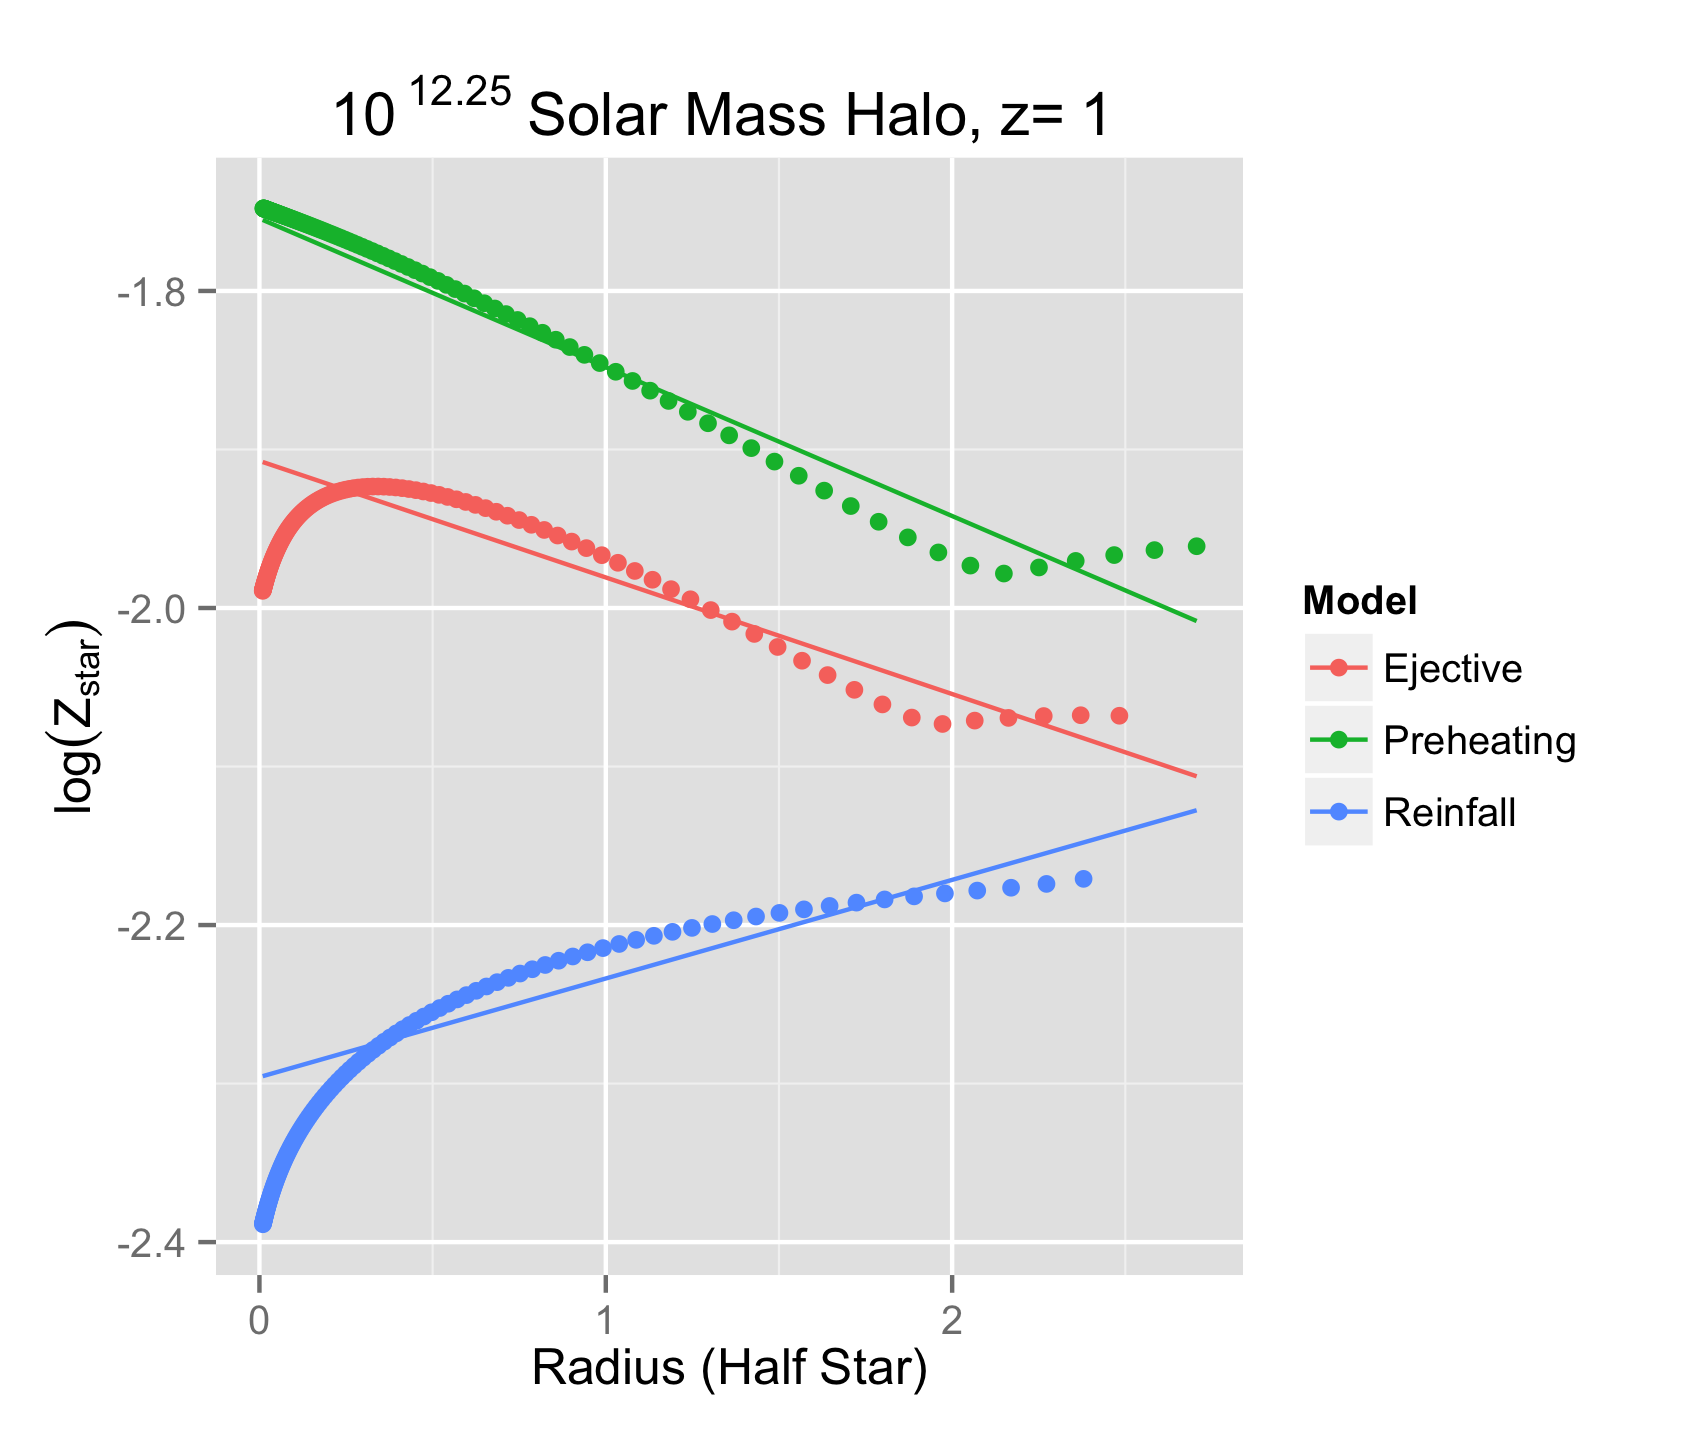 10^12.25 Solar Mass Halo, z= 1
log(Z_star)
-1.8
-2.0
-2.2
-2.4
0 1 2
Radius (Half Star)
Model
Ejective
Preheating
Reinfall